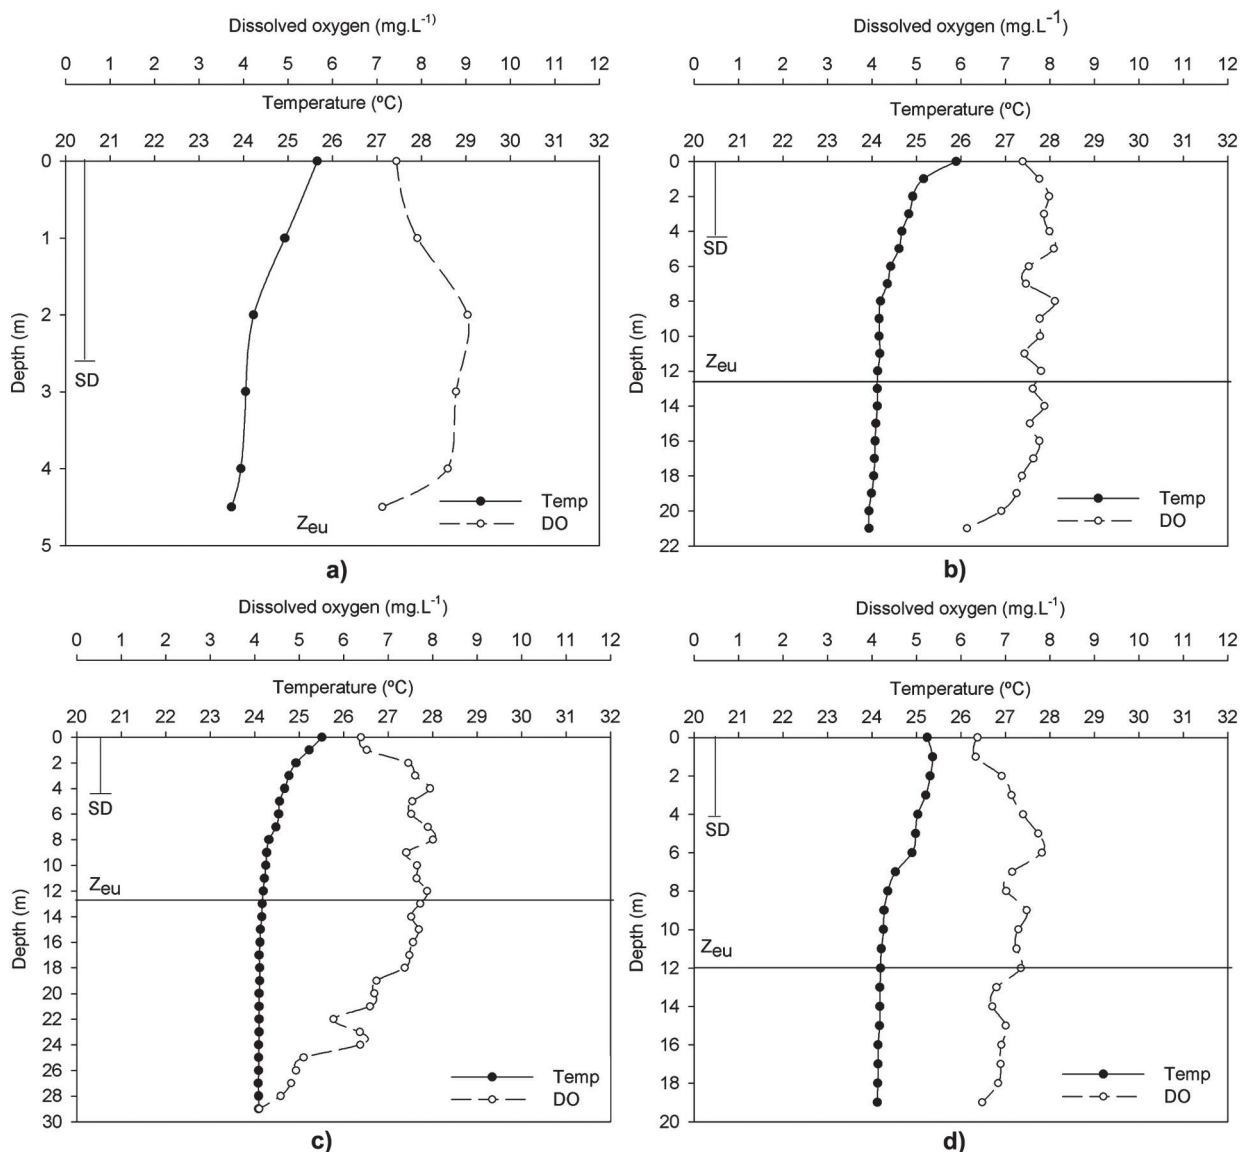 Dissolved oxygen (mg.L-1)
0 1 2 3 4 5 6 7 8 9 10 11 12
Temperature (ºC)
20 21 22 23 24 25 26 27 28 29 30 31 32
0
1
2
3
4
5
Depth (m)
SD
Zeu
Temp
DO
a)
Dissolved oxygen (mg.L-1)
0 1 2 3 4 5 6 7 8 9 10 11 12
Temperature (ºC)
20 21 22 23 24 25 26 27 28 29 30 31 32
0
2
4
6
8
10
12
14
16
18
20
22
Depth (m)
SD
Zeu
Temp
DO
b)
Dissolved oxygen (mg.L-1)
0 1 2 3 4 5 6 7 8 9 10 11 12
Temperature (ºC)
20 21 22 23 24 25 26 27 28 29 30 31 32
0
2
4
6
8
10
12
14
16
18
20
22
24
26
28
30
Depth (m)
SD
Zeu
Temp
DO
c)
Dissolved oxygen (mg.L-1)
0 1 2 3 4 5 6 7 8 9 10 11 12
Temperature (ºC)
20 21 22 23 24 25 26 27 28 29 30 31 32
0
2
4
6
8
10
12
14
16
18
20
Depth (m)
SD
Zeu
Temp
DO
d)